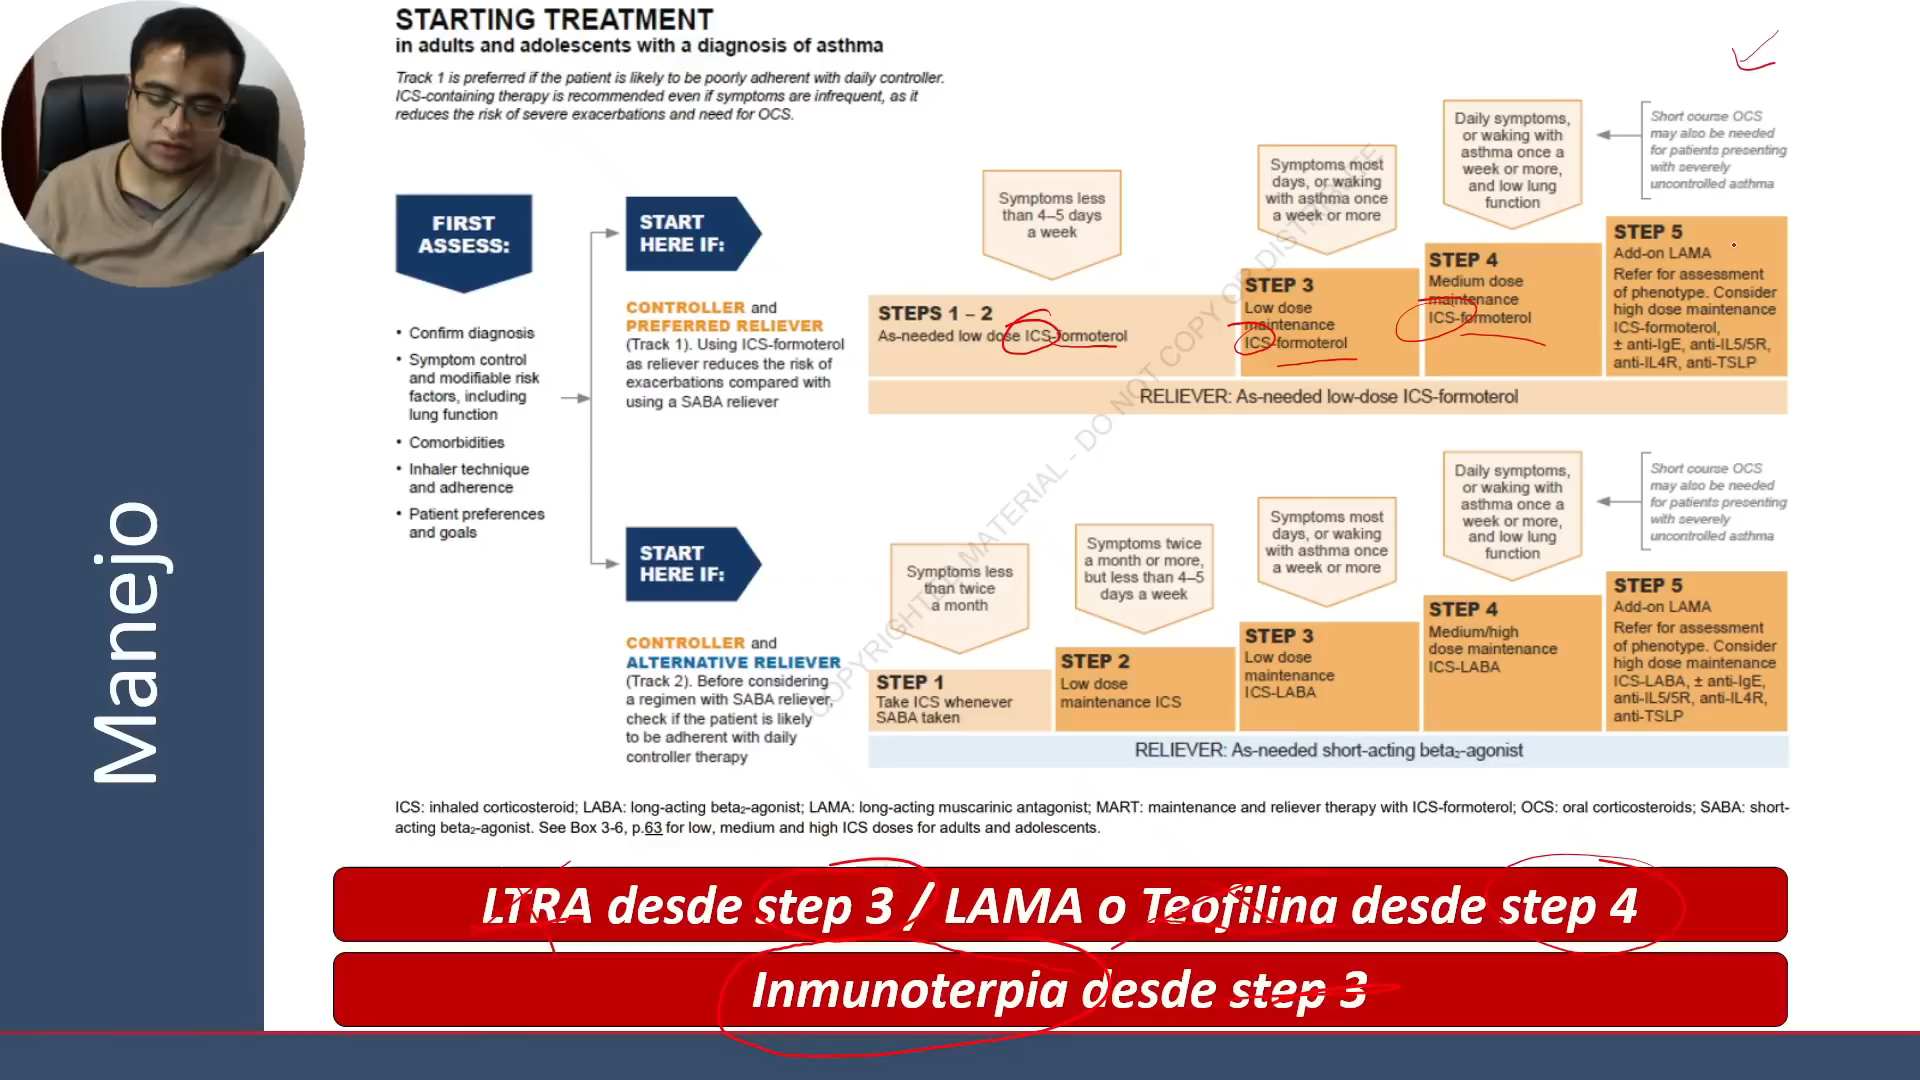 STARTING TREATMENT
in adults and adolescents with a diagnosis of asthma
Track 1 is preferred if the patient is likely to be poorly adherent with daily controller.
ICS-containing therapy is recommended even if symptoms are infrequent, as it
reduces the risk of severe exacerbations and need for OCS.
FIRST
ASSESS:
• Confirm diagnosis
• Symptom control
and modifiable risk
factors, including
lung function
• Comorbidities
• Inhaler technique
and adherence
• Patient preferences
and goals
START
HERE IF:
CONTROLLER and
PREFERRED RELIEVER
(Track 1). Using ICS-formoterol
as reliever reduces the risk of
exacerbations compared with
using a SABA reliever
Symptoms less
than 4–5 days
a week
Symptoms most
days, or waking
with asthma once
a week or more
Daily symptoms,
or waking with
asthma once a
week or more,
and low lung
function
Short course OCS
may also be needed
for patients presenting
with severely
uncontrolled asthma
STEPS 1 – 2
As-needed low dose ICS-formoterol
STEP 3
Low dose
maintenance
ICS-formoterol
STEP 4
Medium dose
maintenance
ICS-formoterol
STEP 5
Add-on LAMA
Refer for assessment
of phenotype. Consider
high dose maintenance
ICS-formoterol,
± anti-IgE, anti-IL5/5R,
anti-IL4R, anti-TSLP
RELIEVER: As-needed low-dose ICS-formoterol
START
HERE IF:
CONTROLLER and
ALTERNATIVE RELIEVER
(Track 2). Before considering
a regimen with SABA reliever,
check if the patient is likely
to be adherent with daily
controller therapy
Symptoms less
than twice
a month
Symptoms twice
a month or more,
but less than 4–5
days a week
Symptoms most
days, or waking
with asthma once
a week or more
Daily symptoms,
or waking with
asthma once a
week or more,
and low lung
function
Short course OCS
may also be needed
for patients presenting
with severely
uncontrolled asthma
STEP 1
Take ICS whenever
SABA taken
STEP 2
Low dose
maintenance ICS
STEP 3
Low dose
maintenance
ICS-LABA
STEP 4
Medium/high
dose maintenance
ICS-LABA
STEP 5
Add-on LAMA
Refer for assessment
of phenotype. Consider
high dose maintenance
ICS-LABA, ± anti-IgE,
anti-IL5/5R, anti-IL4R,
anti-TSLP
RELIEVER: As-needed short-acting beta₂-agonist
COPYRIGHTED MATERIAL - DO NOT COPY OR DISTRIBUTE
ICS: inhaled corticosteroid; LABA: long-acting beta₂-agonist; LAMA: long-acting muscarinic antagonist; MART: maintenance and reliever therapy with ICS-formoterol; OCS: oral corticosteroids; SABA: short-
acting beta₂-agonist. See Box 3-6, p.63 for low, medium and high ICS doses for adults and adolescents.
Manejo
LTRA desde step 3 / LAMA o Teofilina desde step 4
Inmunoterpia desde step 3